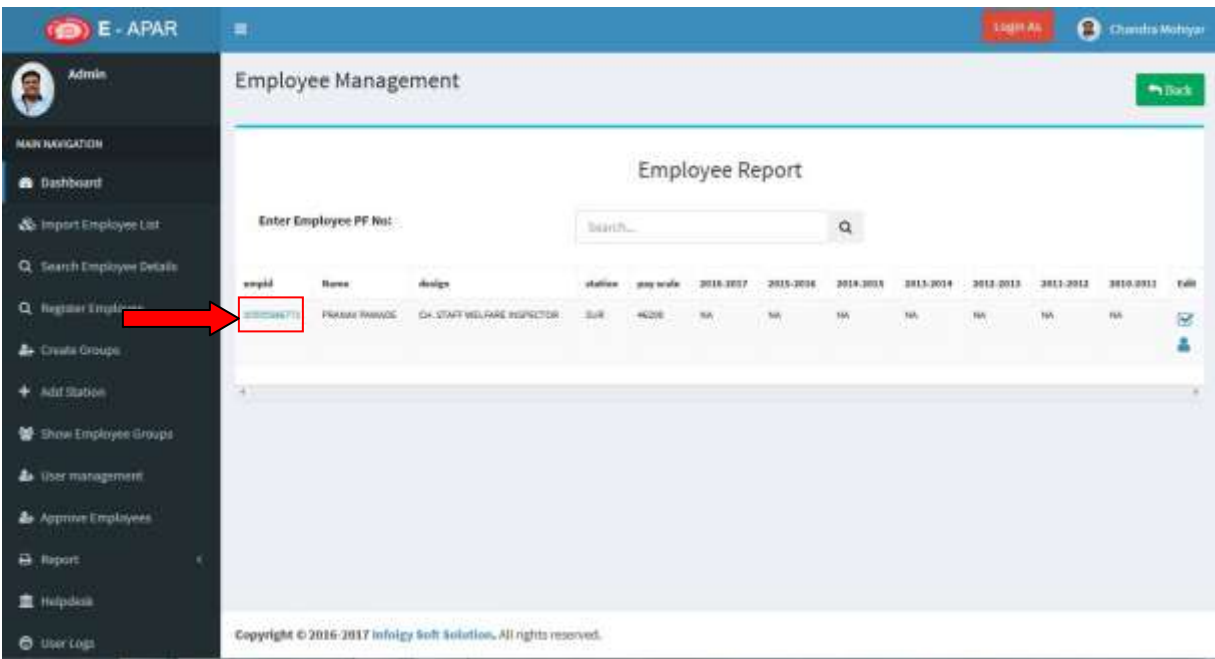 E - APAR
Login As
Chandra Mohiyar
Admin
Employee Management
Back
MAIN NAVIGATION
Dashboard
Import Employee List
Search Employee Details
Register Employee
Create Groups
Add Station
Show Employee Groups
User management
Approve Employees
Report
Helpdesk
User Logs
Employee Report
Enter Employee PF No:
Search...
empid Name design station pay scale 2016-2017 2015-2016 2014-2015 2013-2014 2012-2013 2011-2012 2010-2011 Edit
CH. STAFF WELFARE INSPECTOR SUR 46200 NA NA NA NA NA NA NA
Copyright © 2016-2017 Infoigy Soft Solution. All rights reserved.